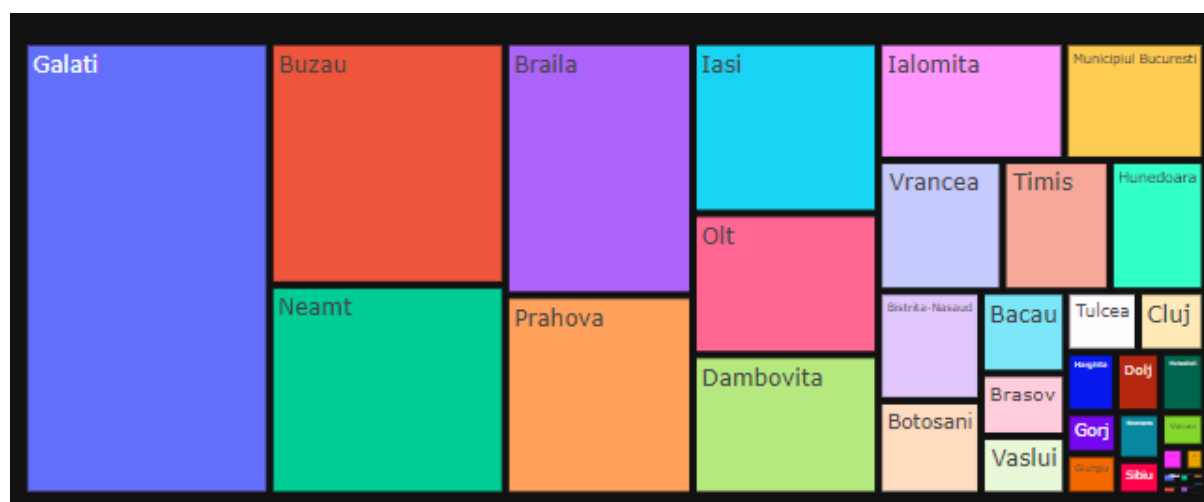 Galati
Buzau
Braila
Iasi
Ialomita
Municipiul Bucuresti
Vrancea
Timis
Hunedoara
Olt
Neamt
Prahova
Bistrita-Nasaud
Bacau
Tulcea
Cluj
Dambovita
Harghita
Dolj
Brasov
Botosani
Gorj
Vaslui
Giurgiu
Sibiu